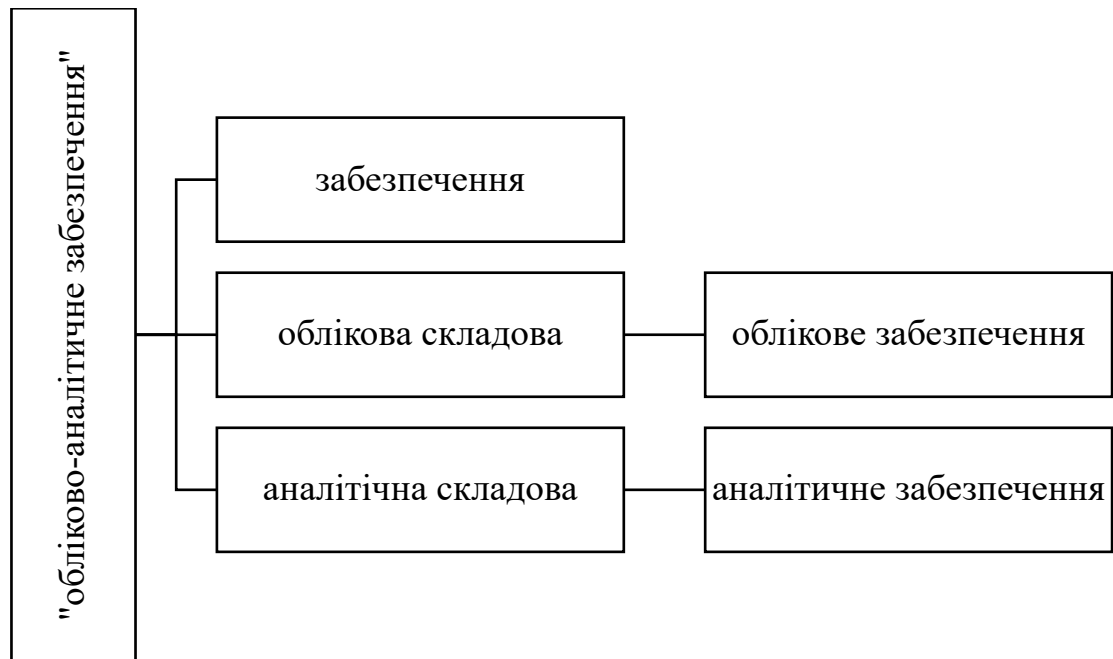 "обліково-аналітичне забезпечення"
забезпечення
облікова складова
облікове забезпечення
аналітічна складова
аналітичне забезпечення